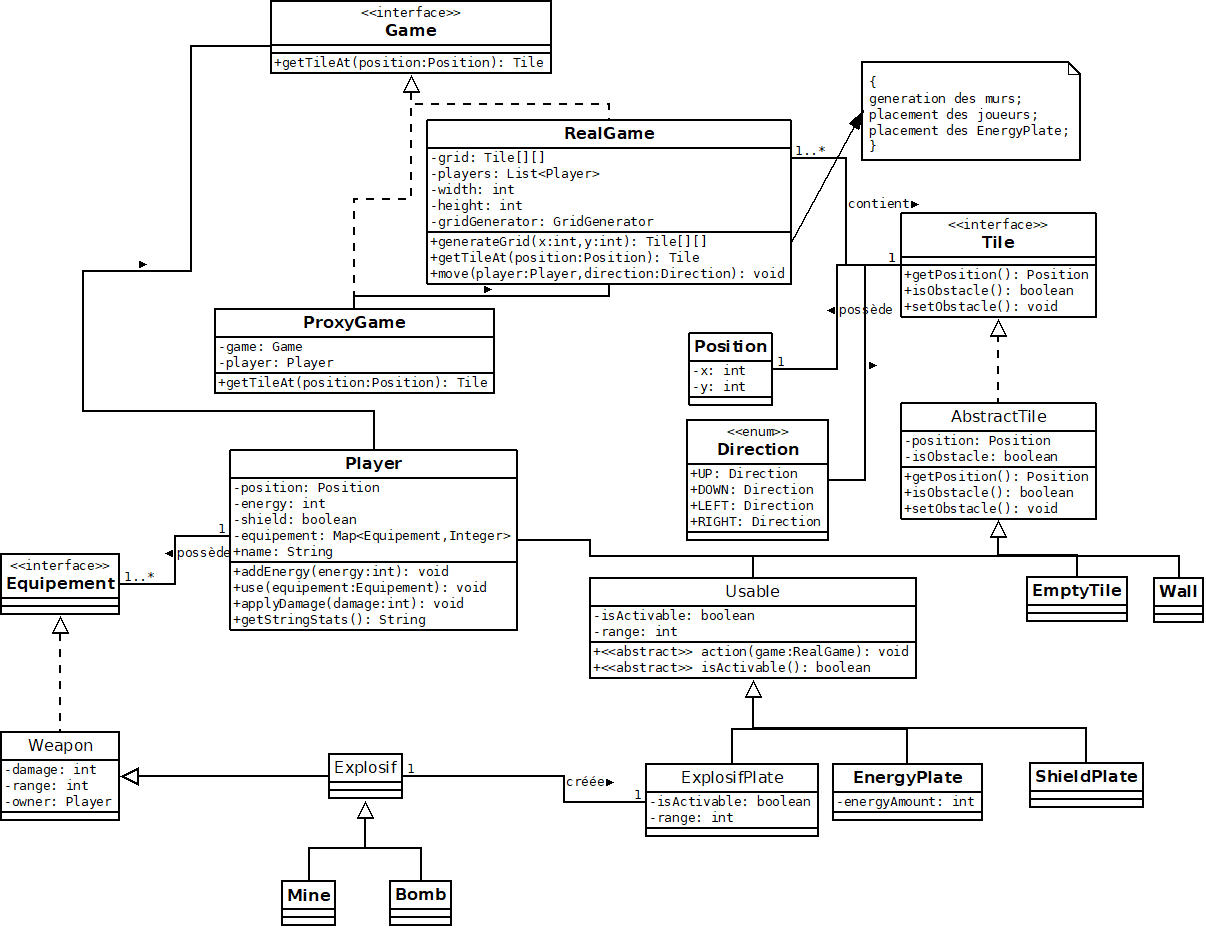 <<interface>>
Game
+getTileAt(position:Position): Tile
{
generation des murs;
placement des joueurs;
placement des EnergyPlate;
}
RealGame
-grid: Tile[][]
-players: List<Player>
-width: int
-height: int
-gridGenerator: GridGenerator
+generateGrid(x:int,y:int): Tile[][]
+getTileAt(position:Position): Tile
+move(player:Player,direction:Direction): void
1..*
contient
<<interface>>
Tile
+getPosition(): Position
+isObstacle(): boolean
+setObstacle(): void
1
possède
ProxyGame
-game: Game
-player: Player
+getTileAt(position:Position): Tile
Position
-x: int
-y: int
1
<<enum>>
Direction
+UP: Direction
+DOWN: Direction
+LEFT: Direction
+RIGHT: Direction
AbstractTile
-position: Position
-isObstacle: boolean
+getPosition(): Position
+isObstacle(): boolean
+setObstacle(): void
Player
-position: Position
-energy: int
-shield: boolean
-equipement: Map<Equipement,Integer>
+name: String
+addEnergy(energy:int): void
+use(equipement:Equipement): void
+applyDamage(damage:int): void
+getStringStats(): String
1
possède
1..*
<<interface>>
Equipement
Usable
-isActivable: boolean
-range: int
+<<abstract>> action(game:RealGame): void
+<<abstract>> isActivable(): boolean
EmptyTile
Wall
Weapon
-damage: int
-range: int
-owner: Player
Explosif
1
créée
1
ExplosifPlate
-isActivable: boolean
-range: int
EnergyPlate
-energyAmount: int
ShieldPlate
Mine
Bomb